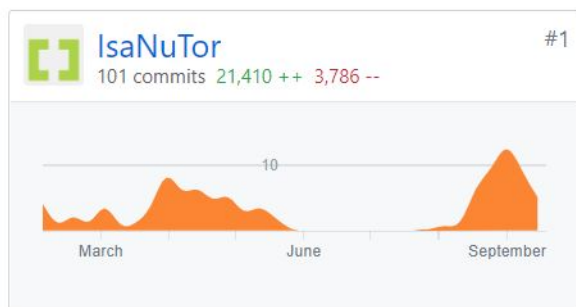 IsaNuTor #1
101 commits 21,410 ++ 3,786 --
10
March June September